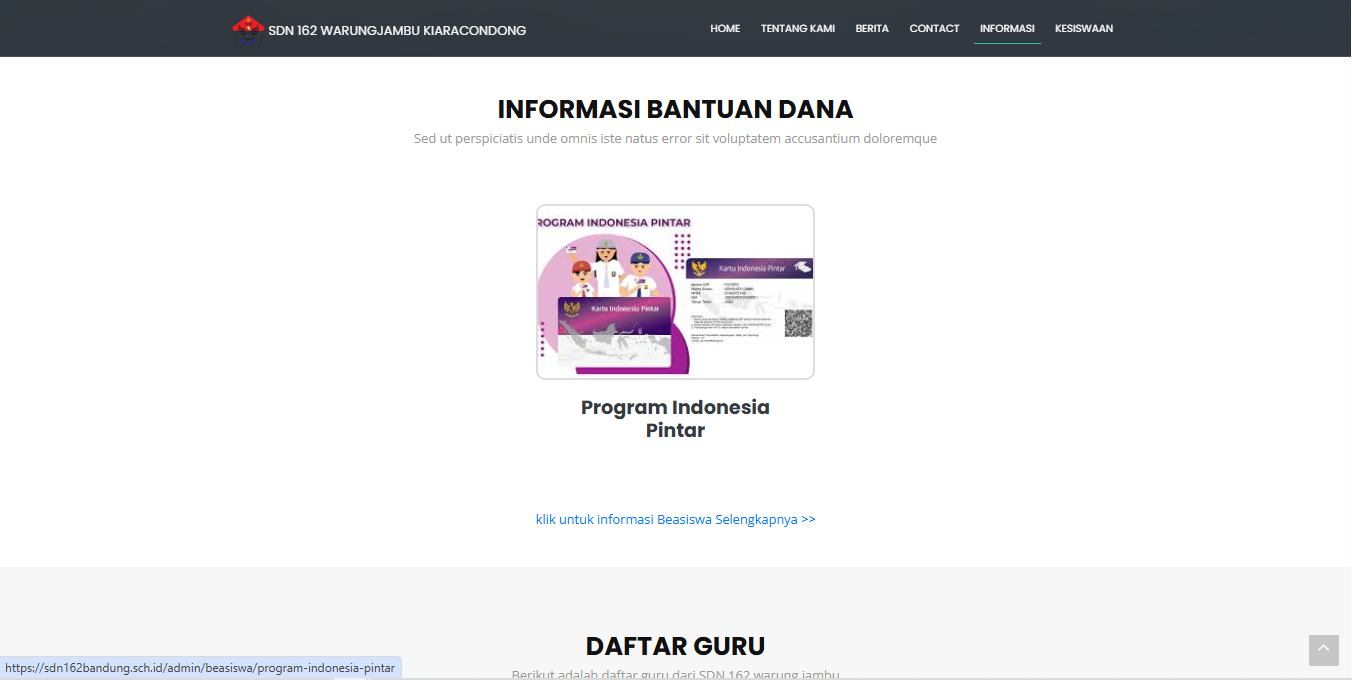 SDN 162 WARUNGJAMBU KIARACONDONG
HOME TENTANG KAMI BERITA CONTACT INFORMASI KESISWAAN
INFORMASI BANTUAN DANA
Sed ut perspiciatis unde omnis iste natus error sit voluptatem accusantium doloremque
ROGRAM INDONESIA PINTAR
Kartu Indonesia Pintar
Kartu Indonesia Pintar
Program Indonesia
Pintar
klik untuk informasi Beasiswa Selengkapnya >>
DAFTAR GURU
Berikut adalah daftar guru dari SDN 162 warung jambu
https://sdn162bandung.sch.id/admin/beasiswa/program-indonesia-pintar